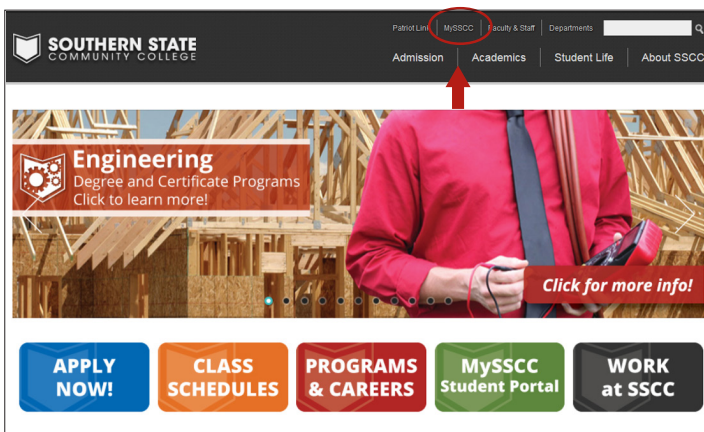 Patriot Link MySSCC Faculty & Staff Departments
SOUTHERN STATE
COMMUNITY COLLEGE
Admission Academics Student Life About SSCC
Engineering
Degree and Certificate Programs
Click to learn more!
Click for more info!
APPLY
NOW!
CLASS
SCHEDULES
PROGRAMS
& CAREERS
MySSCC
Student Portal
WORK
at SSCC